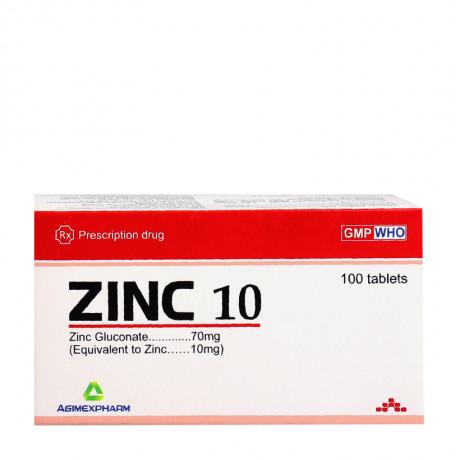 Rx Prescription drug
GMP WHO
100 tablets
ZINC 10
Zinc Gluconate.............70mg
(Equivalent to Zinc......10mg)
AGIMEXPHARM